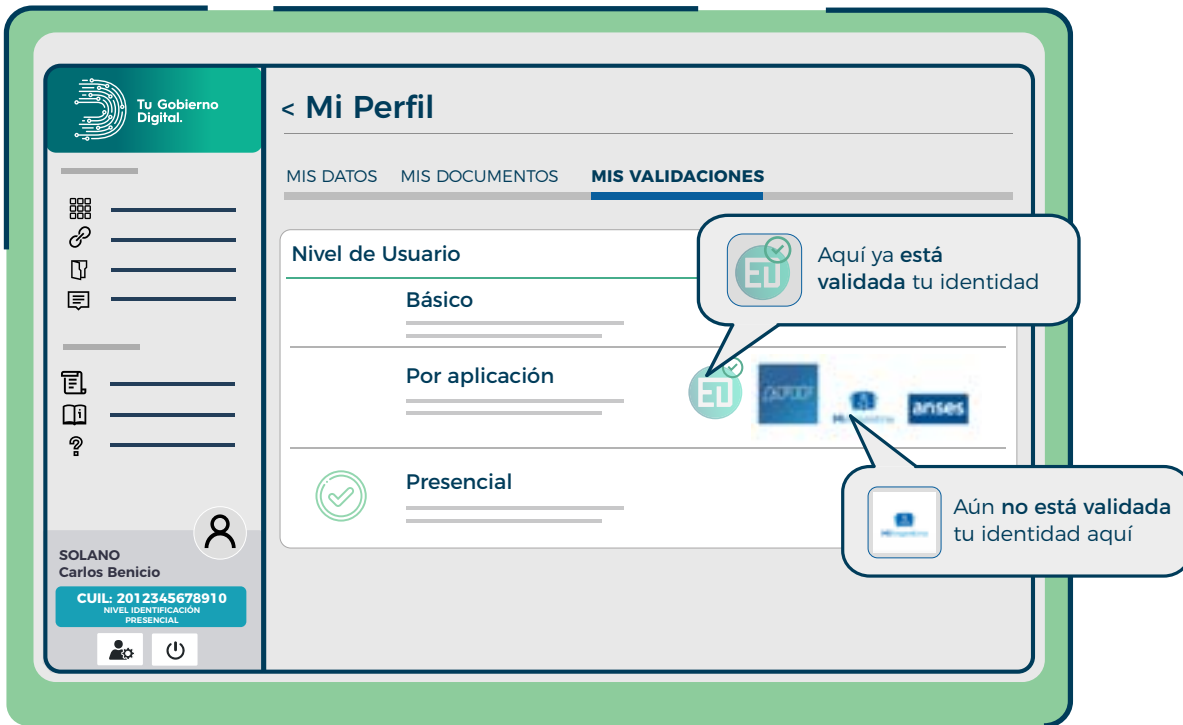 Tu Gobierno
Digital.
< Mi Perfil
MIS DATOS MIS DOCUMENTOS MIS VALIDACIONES
Nivel de Usuario
EU
Aquí ya está
validada tu identidad
Básico
Por aplicación
EU
anses
Presencial
Aún no está validada
tu identidad aquí
SOLANO
Carlos Benicio
CUIL: 2012345678910
NIVEL IDENTIFICACIÓN
PRESENCIAL